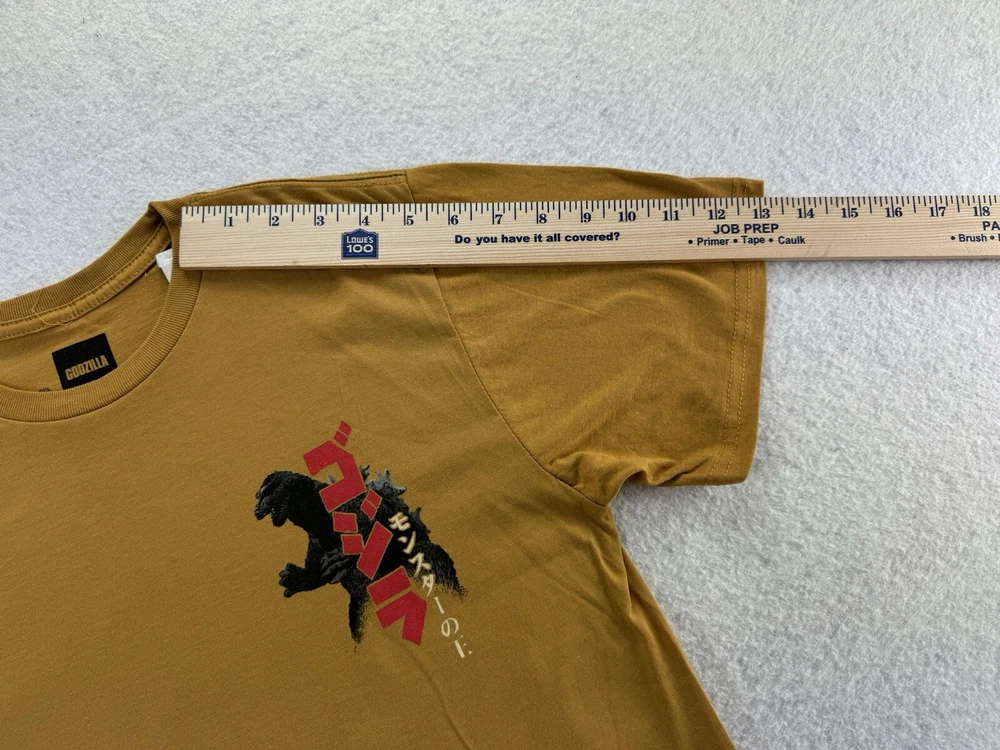 1 2 3 4 5 6 7 8 9 10 11 12 13 14 15 16 17 18
LOWE'S
100
Do you have it all covered?
JOB PREP
• Primer • Tape • Caulk
PA
• Brush •
GODZILLA
ゴジラ
モンスターの王